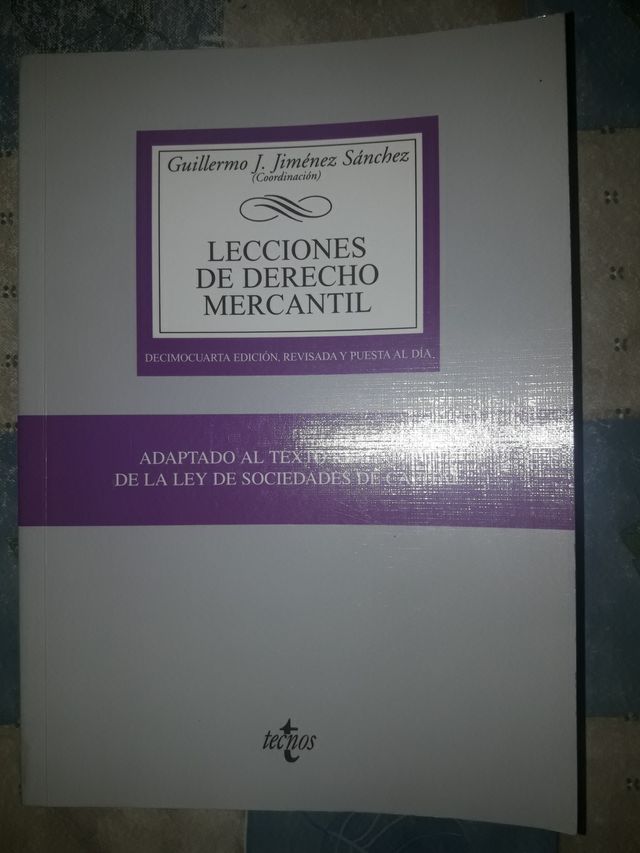 Guillermo J. Jiménez Sánchez
(Coordinación)
LECCIONES
DE DERECHO
MERCANTIL
DECIMOCUARTA EDICIÓN, REVISADA Y PUESTA AL DÍA
ADAPTADO AL TEXTO
DE LA LEY DE SOCIEDADES DE
tecnos